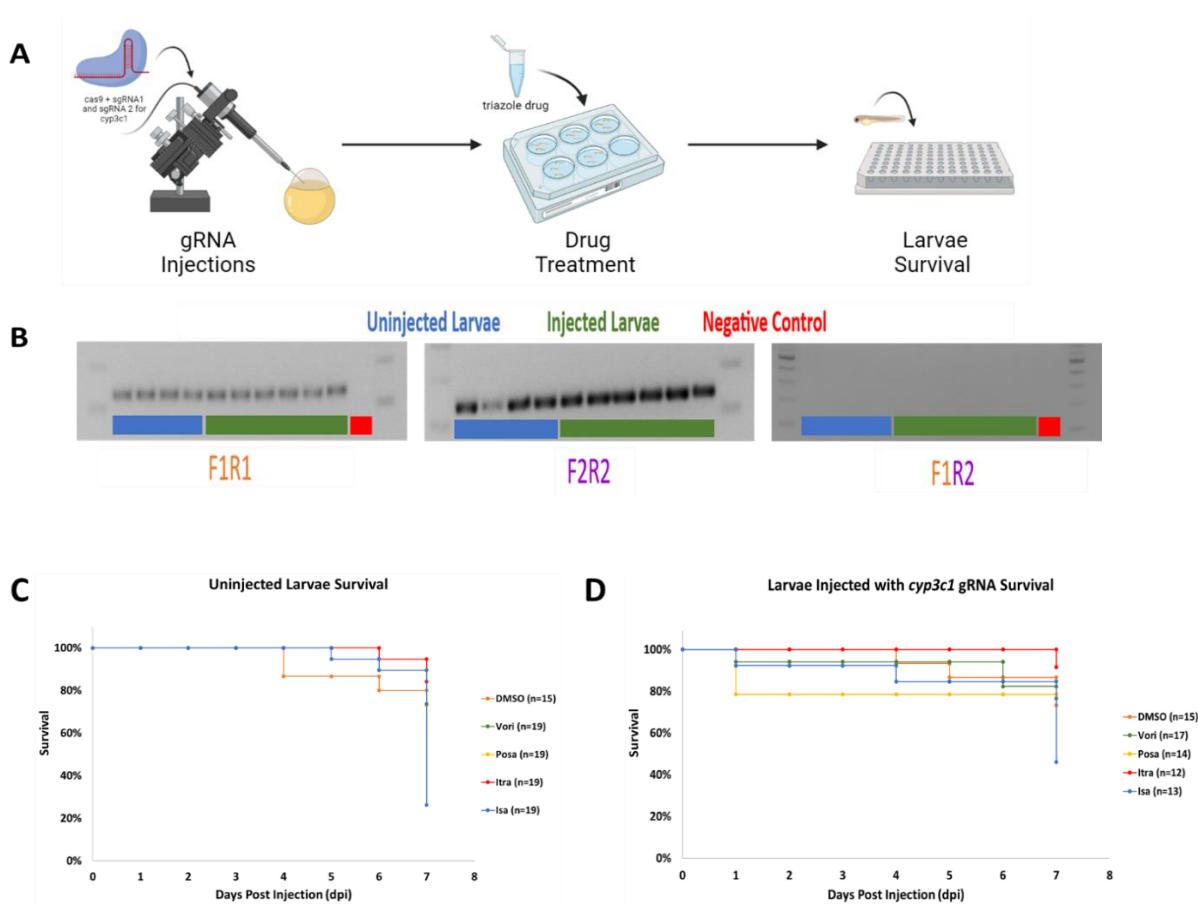 A
cas9 + sgRNA1
and sgRNA 2 for
cyp3c1
triazole drug
gRNA
Injections
Drug
Treatment
Larvae
Survival
B
Uninjected Larvae Injected Larvae Negative Control
F1R1
F2R2
F1R2
C
Uninjected Larvae Survival
Survival
100%
80%
60%
40%
20%
0%
0 1 2 3 4 5 6 7 8
Days Post Injection (dpi)
DMSO (n=15)
Vori (n=19)
Posa (n=19)
Itra (n=19)
Isa (n=19)
D
Larvae Injected with cyp3c1 gRNA Survival
Survival
100%
80%
60%
40%
20%
0%
0 1 2 3 4 5 6 7 8
Days Post Injection (dpi)
DMSO (n=15)
Vori (n=17)
Posa (n=14)
Itra (n=12)
Isa (n=13)